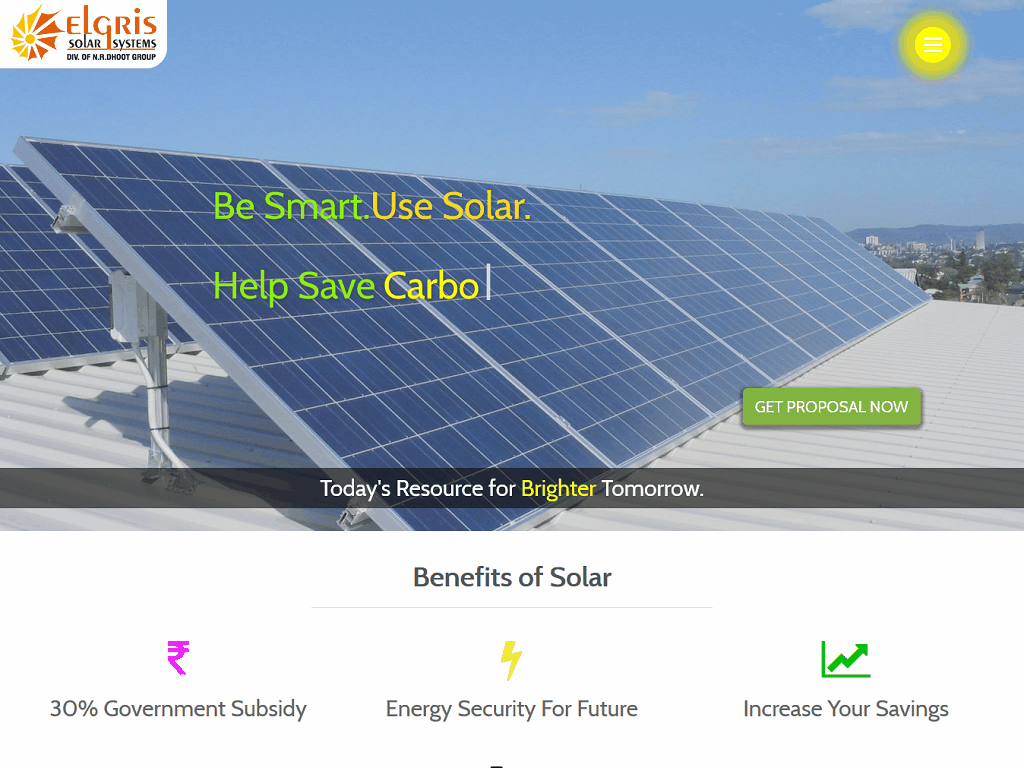 Elgris
SOLAR SYSTEMS
DIV. OF N.R.DHOOT GROUP
Be Smart.Use Solar.
Help Save Carbo
GET PROPOSAL NOW
Today's Resource for Brighter Tomorrow.
Benefits of Solar
30% Government Subsidy
Energy Security For Future
Increase Your Savings